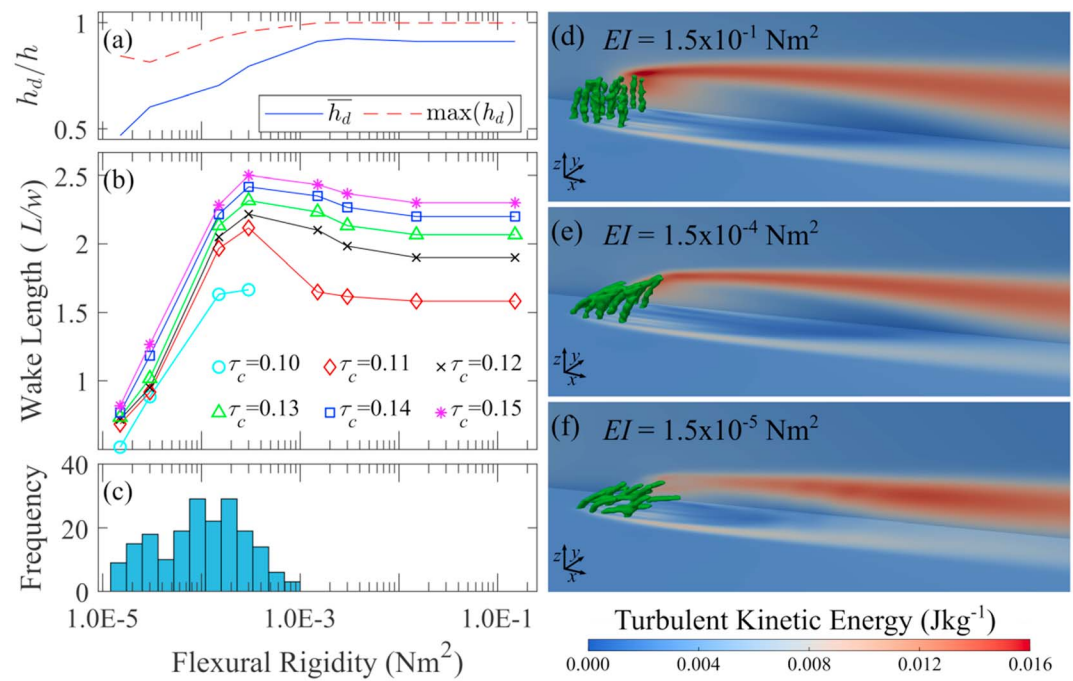 (a)
1
0.5
h_d/h
h̅_d  max(h_d)
(b)
2.5
2
1.5
1
Wake Length ( L/w )
τ_c=0.10  τ_c=0.11  τ_c=0.12
τ_c=0.13  τ_c=0.14  τ_c=0.15
(c)
40
20
0
Frequency
1.0E-5  1.0E-3  1.0E-1
Flexural Rigidity (Nm²)
(d)  EI = 1.5x10⁻¹ Nm²
z y
x
(e)  EI = 1.5x10⁻⁴ Nm²
z y
x
(f)  EI = 1.5x10⁻⁵ Nm²
z y
x
Turbulent Kinetic Energy (Jkg⁻¹)
0.000  0.004  0.008  0.012  0.016